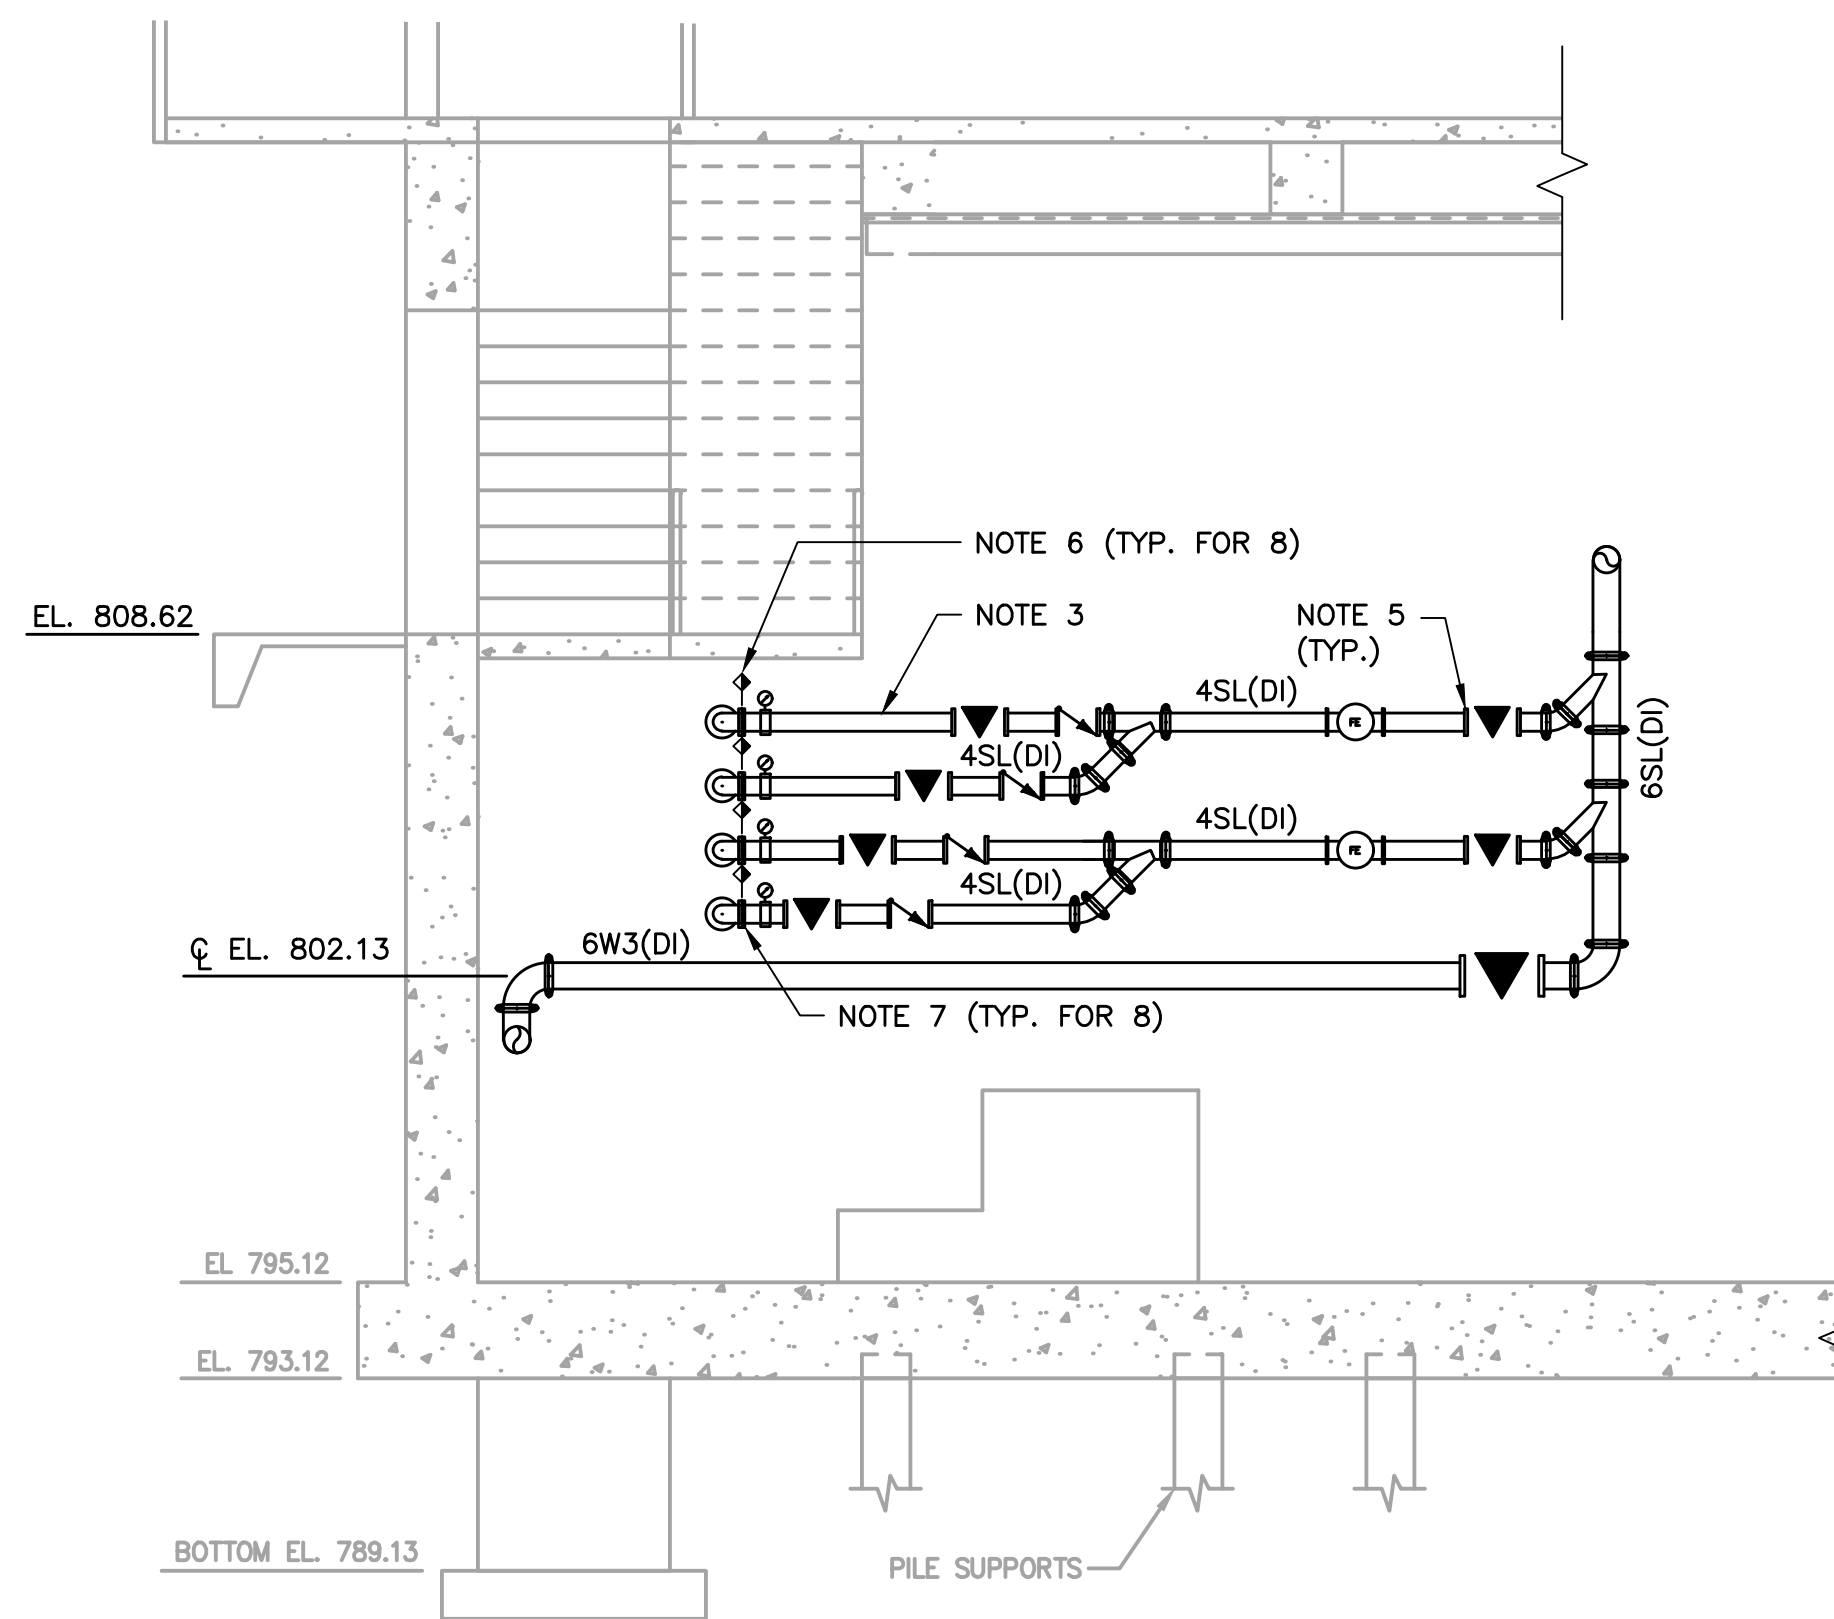 NOTE 6 (TYP. FOR 8)
EL. 808.62
NOTE 3
NOTE 5
(TYP.)
4SL(DI)
6SL(DI)
FE
4SL(DI)
4SL(DI)
FE
4SL(DI)
℄ EL. 802.13
6W3(DI)
NOTE 7 (TYP. FOR 8)
EL 795.12
EL. 793.12
BOTTOM EL. 789.13
PILE SUPPORTS